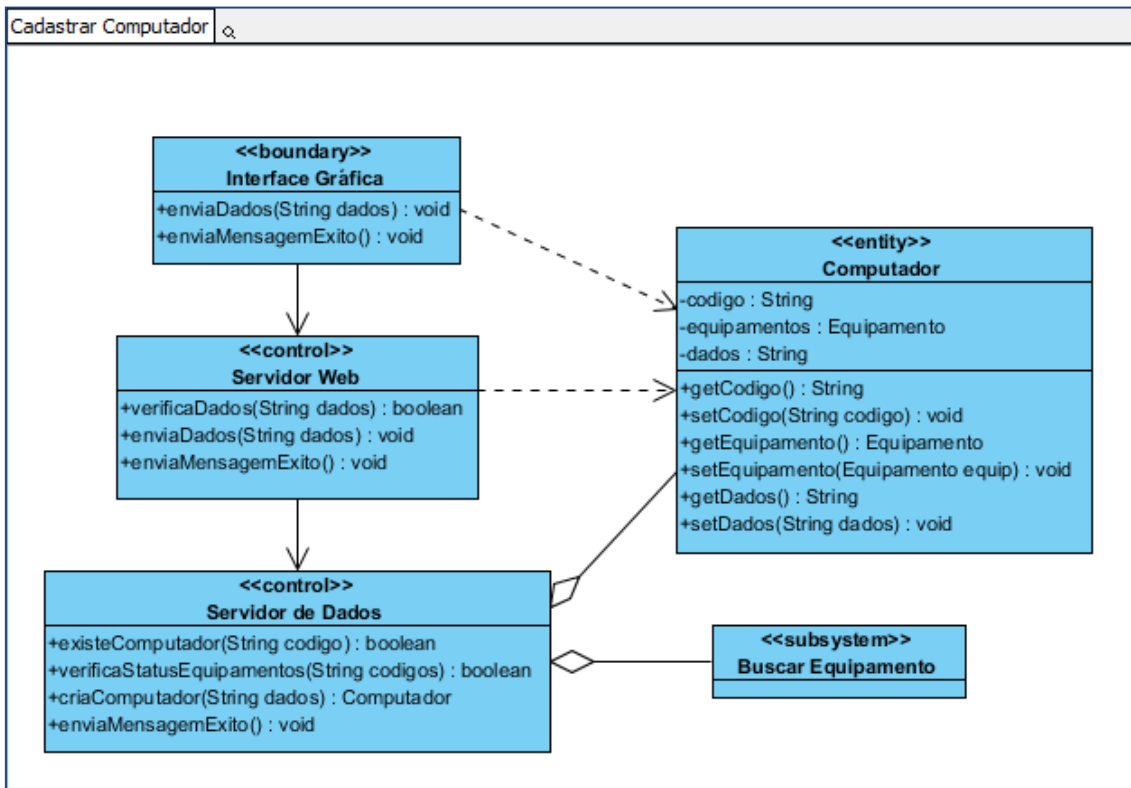 Cadastrar Computador
<<boundary>>
Interface Gráfica
+enviaDados(String dados) : void
+enviaMensagemExito() : void
<<entity>>
Computador
-codigo : String
-equipamentos : Equipamento
-dados : String
+getCodigo() : String
+setCodigo(String codigo) : void
+getEquipamento() : Equipamento
+setEquipamento(Equipamento equip) : void
+getDados() : String
+setDados(String dados) : void
<<control>>
Servidor Web
+verificaDados(String dados) : boolean
+enviaDados(String dados) : void
+enviaMensagemExito() : void
<<control>>
Servidor de Dados
+existeComputador(String codigo) : boolean
+verificaStatusEquipamentos(String codigos) : boolean
+criaComputador(String dados) : Computador
+enviaMensagemExito() : void
<<subsystem>>
Buscar Equipamento